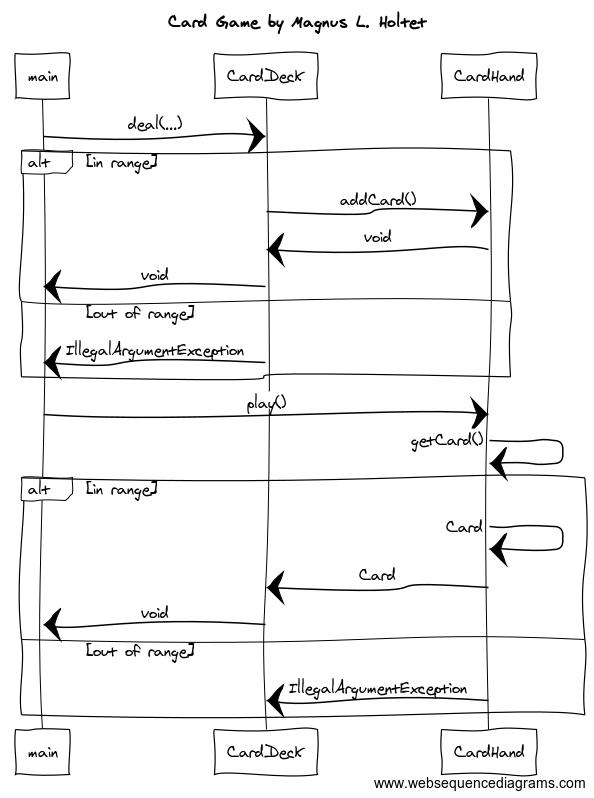 Card Game by Magnus L. Holtet
main
CardDeck
CardHand
deal(...)
alt
[in range]
addCard()
void
void
[out of range]
IllegalArgumentException
play()
getCard()
alt
[in range]
Card
Card
void
[out of range]
IllegalArgumentException
main
CardDeck
CardHand
www.websequencediagrams.com